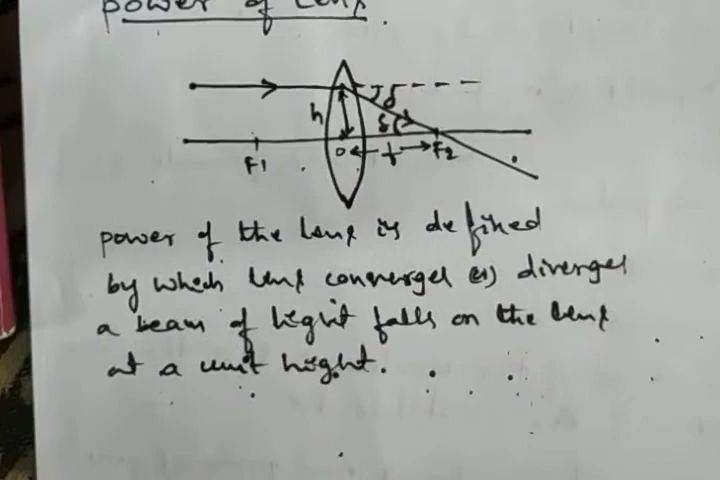 power of Lens.
δ
h
δ
O f F2
F1
power of the lens is defined
by which lens converges (or) diverges
a beam of light falls on the lens
at a unit hight.